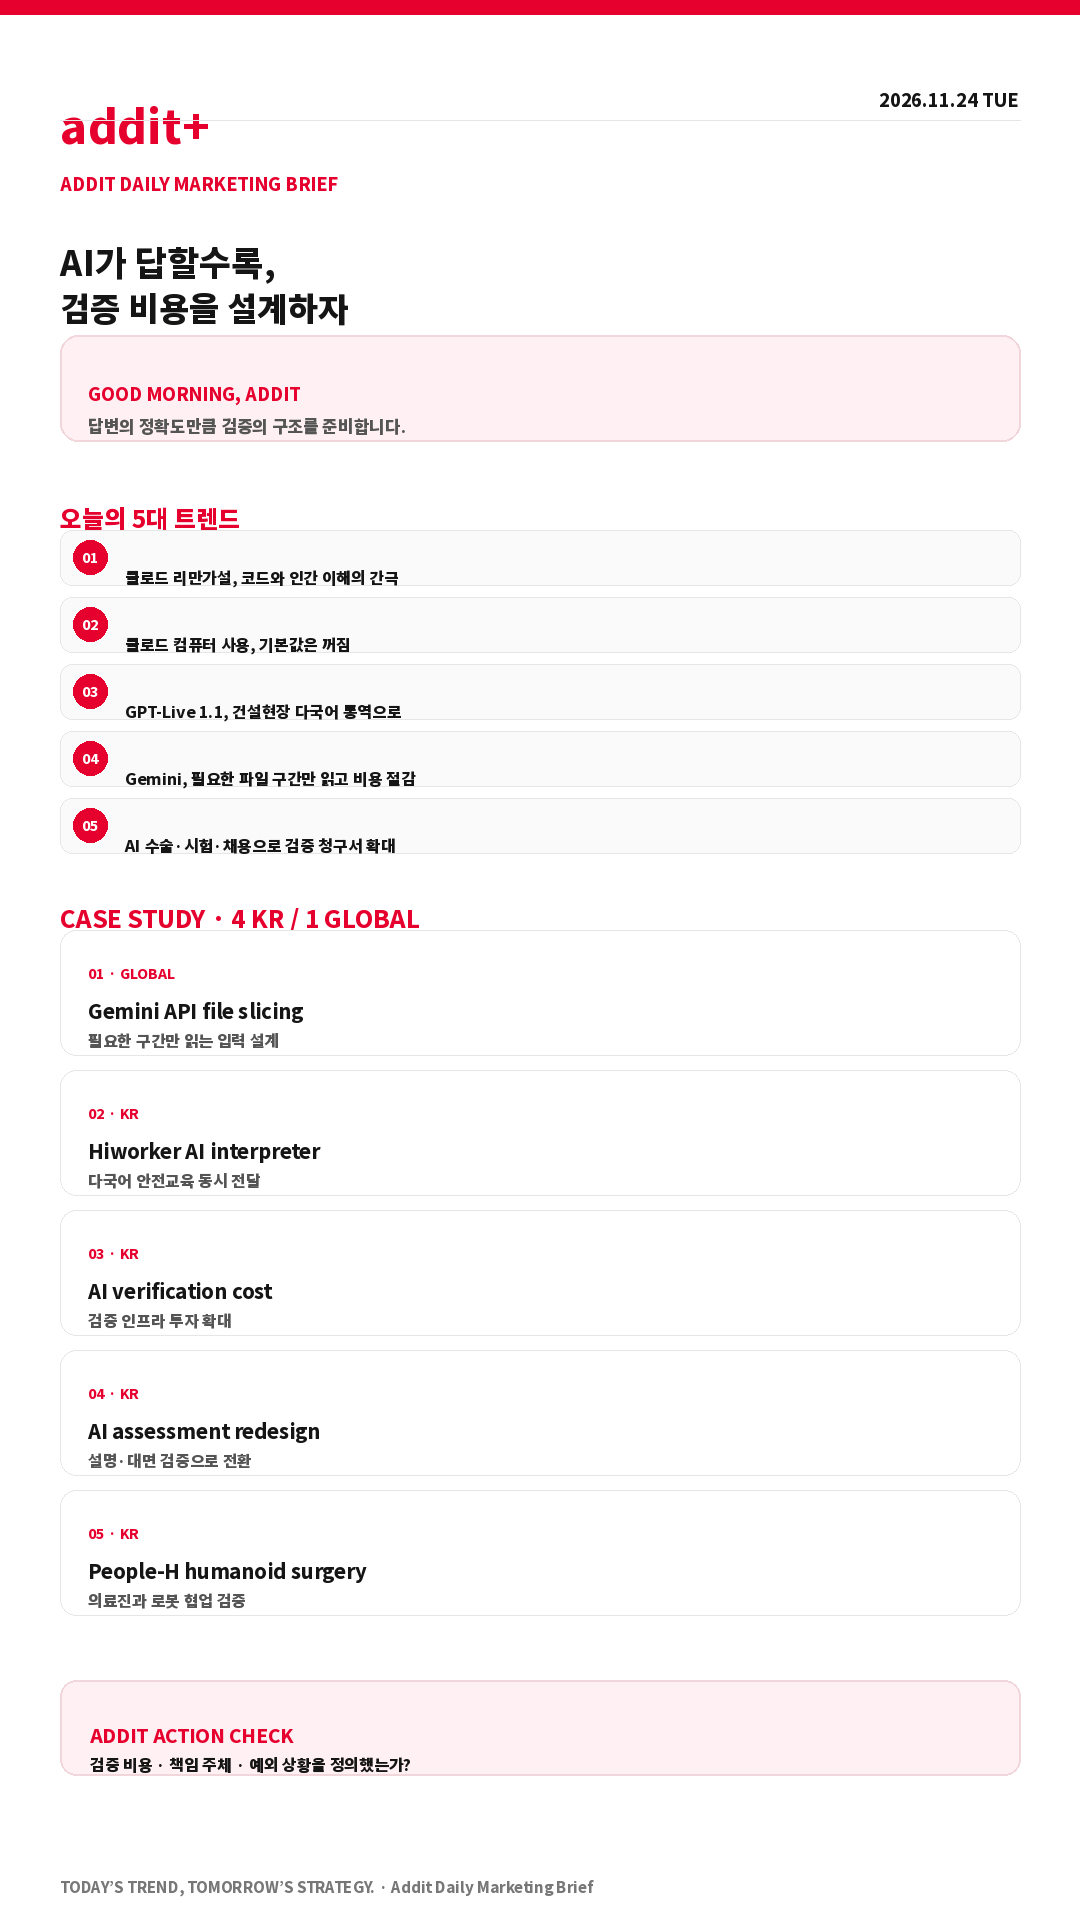 2026.11.24 TUE
addit+
ADDIT DAILY MARKETING BRIEF
AI가 답할수록,
검증 비용을 설계하자
GOOD MORNING, ADDIT
답변의 정확도만큼 검증의 구조를 준비합니다.
오늘의 5대 트렌드
01
클로드 리만가설, 코드와 인간 이해의 간극
02
클로드 컴퓨터 사용, 기본값은 꺼짐
03
GPT-Live 1.1, 건설현장 다국어 통역으로
04
Gemini, 필요한 파일 구간만 읽고 비용 절감
05
AI 수술·시험·채용으로 검증 청구서 확대
CASE STUDY · 4 KR / 1 GLOBAL
01 · GLOBAL
Gemini API file slicing
필요한 구간만 읽는 입력 설계
02 · KR
Hiworker AI interpreter
다국어 안전교육 동시 전달
03 · KR
AI verification cost
검증 인프라 투자 확대
04 · KR
AI assessment redesign
설명·대면 검증으로 전환
05 · KR
People-H humanoid surgery
의료진과 로봇 협업 검증
ADDIT ACTION CHECK
검증 비용 · 책임 주체 · 예외 상황을 정의했는가?
TODAY’S TREND, TOMORROW’S STRATEGY. · Addit Daily Marketing Brief